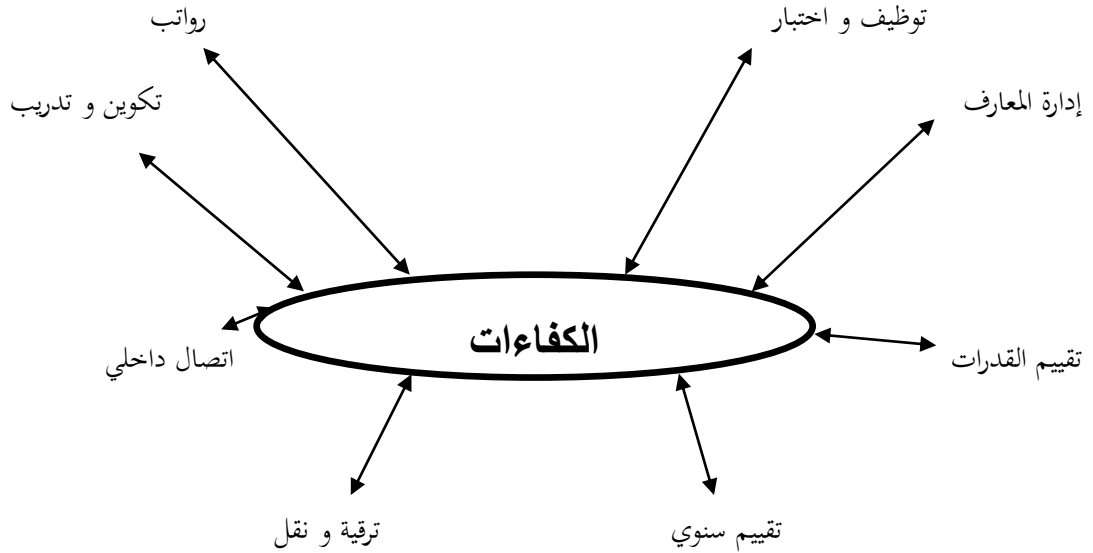 توظيف و اختبار
رواتب
إدارة المعارف
تكوين و تدريب
الكفاءات
تقييم القدرات
اتصال داخلي
تقييم سنوي
ترقية و نقل